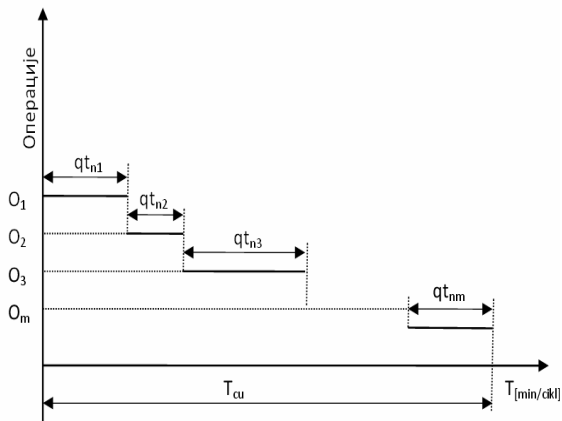 Операције
qtn1
O1
qtn2
O2
qtn3
O3
qtnm
Om
Tcu
T[min/cikl]